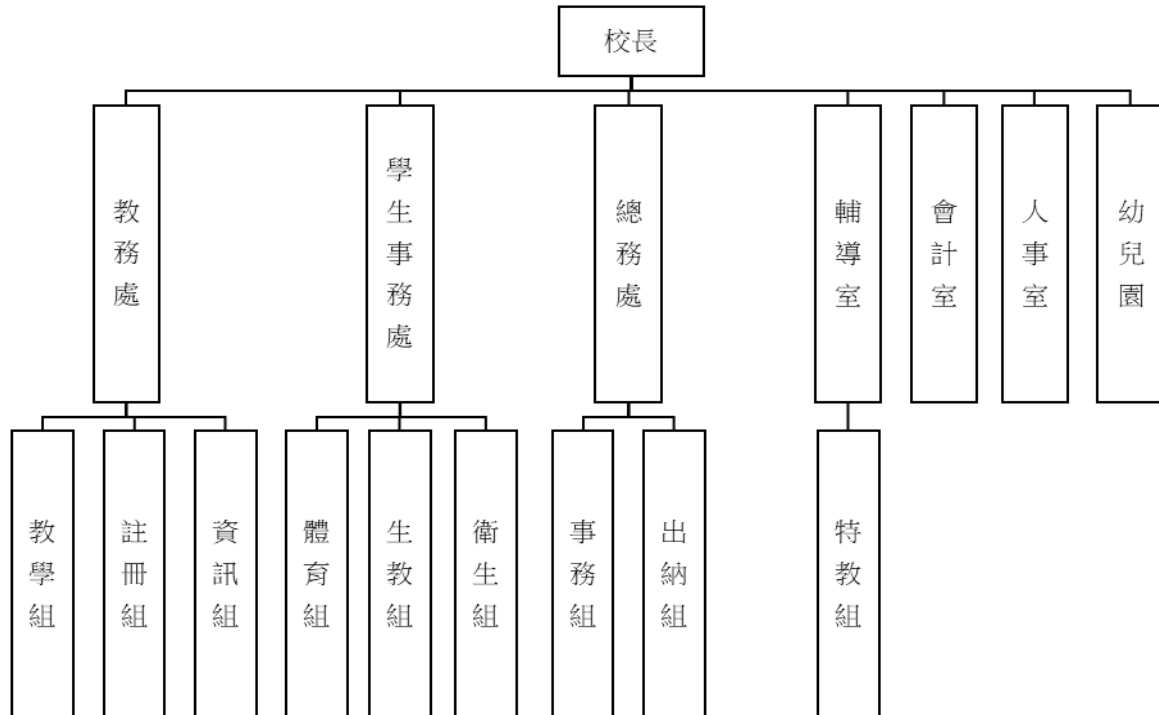 校長
教務處
學生事務處
總務處
輔導室
會計室
人事室
幼兒園
教學組
註冊組
資訊組
體育組
生教組
衛生組
事務組
出納組
特教組